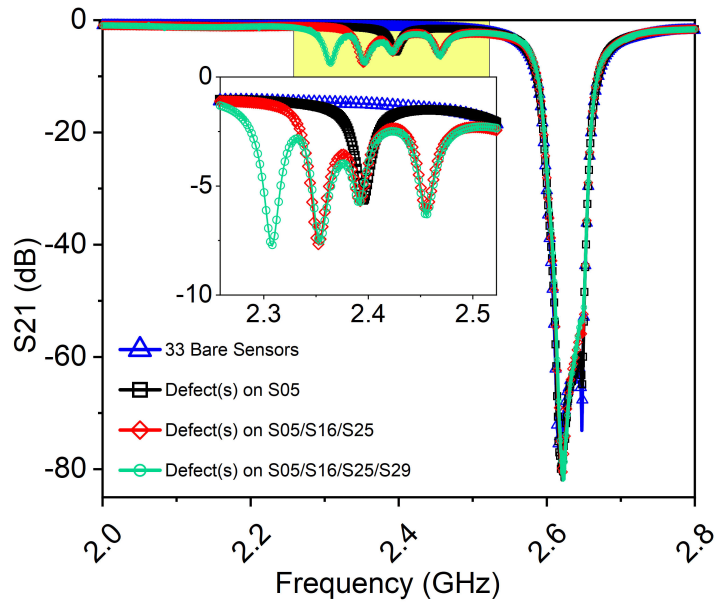 0
-20
-40
-60
-80
S21 (dB)
0
-5
-10
2.3 2.4 2.5
33 Bare Sensors
Defect(s) on S05
Defect(s) on S05/S16/S25
Defect(s) on S05/S16/S25/S29
2.0 2.2 2.4 2.6 2.8
Frequency (GHz)